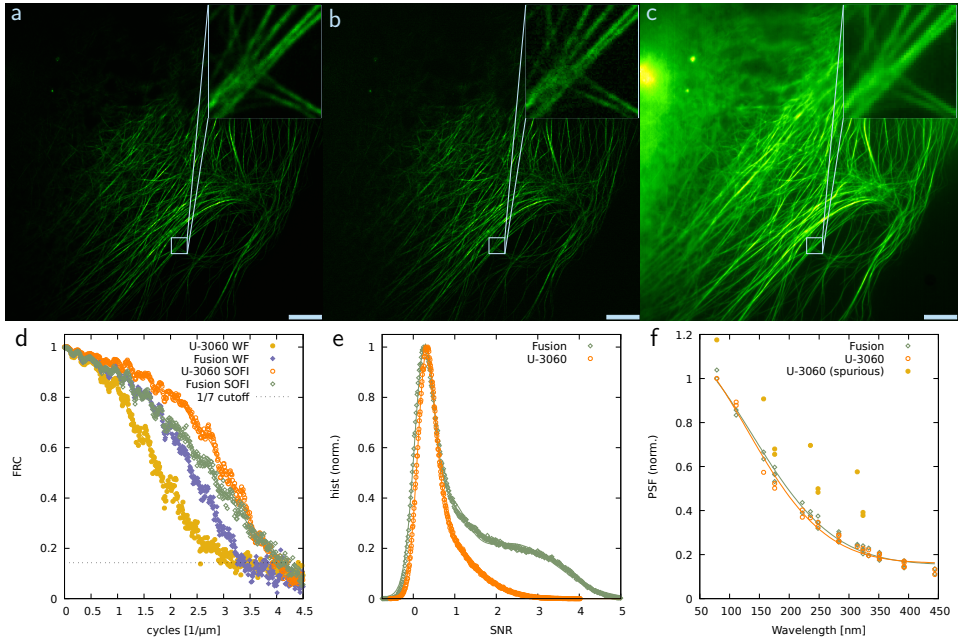 a
b
c
d
U-3060 WF
Fusion WF
U-3060 SOFI
Fusion SOFI
1/7 cutoff
FRC
1
0.8
0.6
0.4
0.2
0
0 0.5 1 1.5 2 2.5 3 3.5 4 4.5
cycles [1/μm]
e
Fusion
U-3060
hist (norm.)
1
0.8
0.6
0.4
0.2
0
0 1 2 3 4 5
SNR
f
Fusion
U-3060
U-3060 (spurious)
PSF (norm.)
1.2
1
0.8
0.6
0.4
0.2
0
50 100 150 200 250 300 350 400 450
Wavelength [nm]